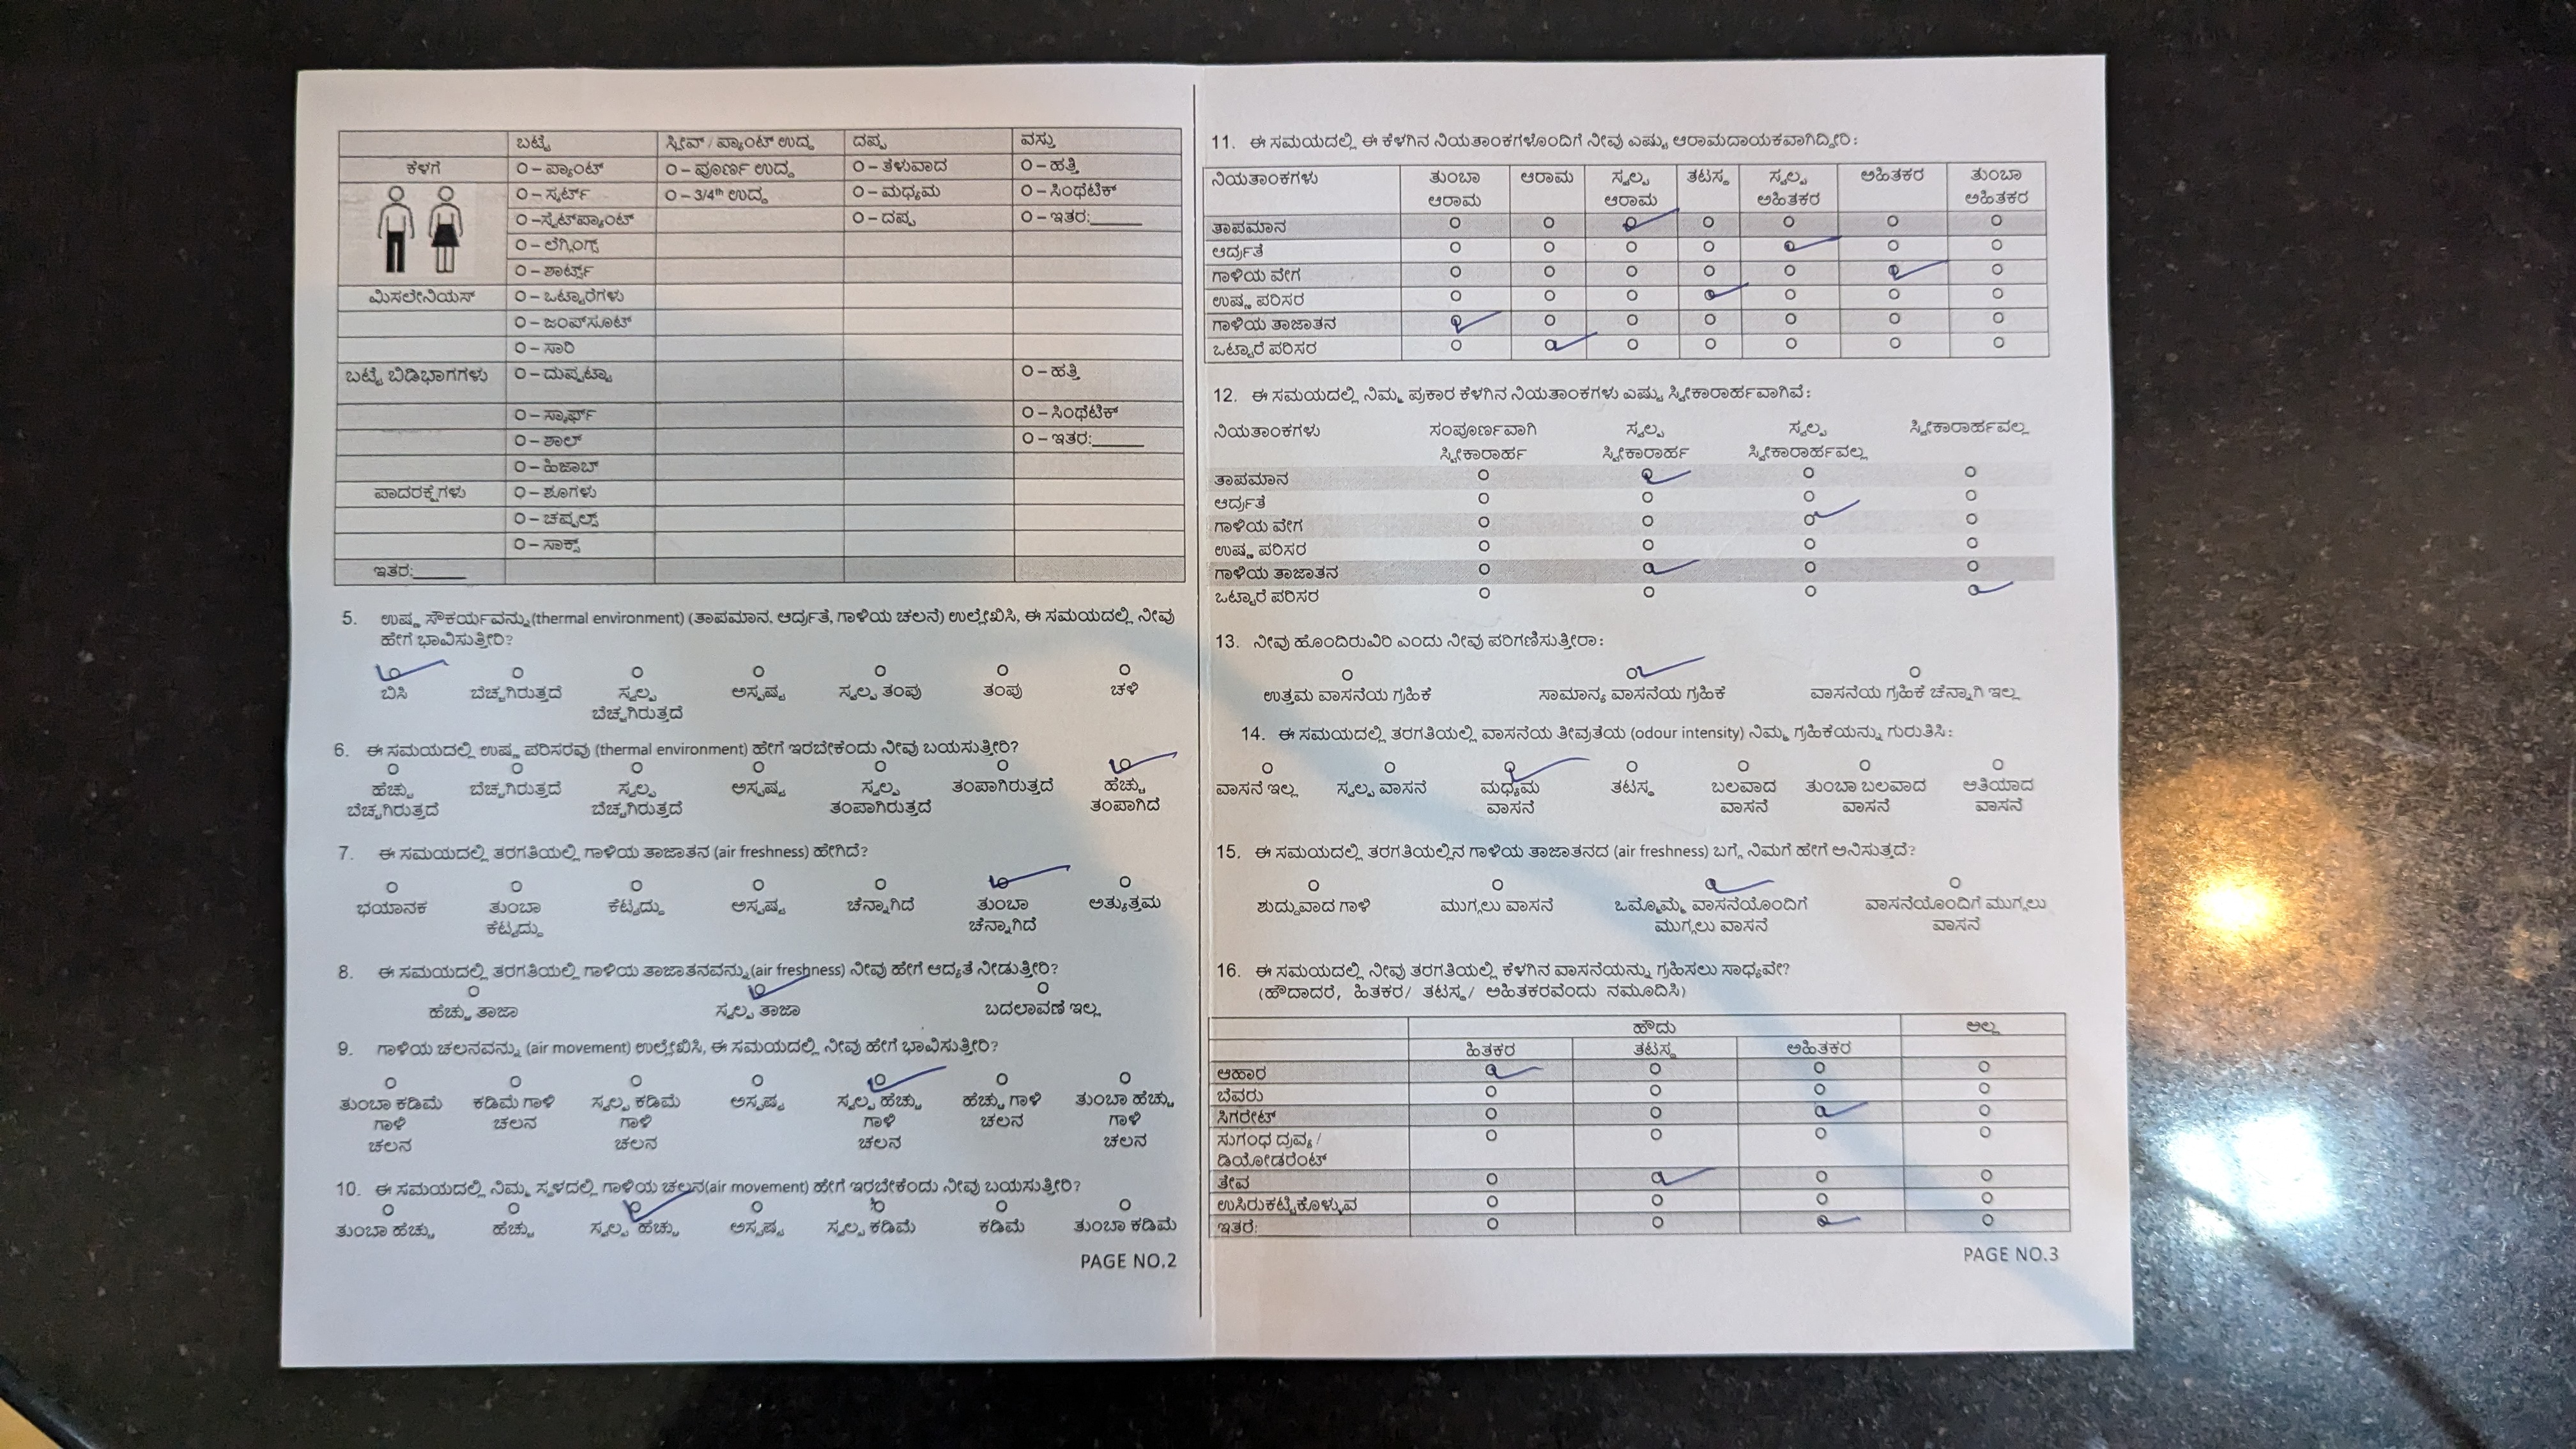 ಬಟ್ಟೆ ಸ್ಲೀವ್ / ಪ್ಯಾಂಟ್ ಉದ್ದ ದಪ್ಪ ವಸ್ತು
ಕೆಳಗೆ O – ಪ್ಯಾಂಟ್ O – ಪೂರ್ಣ ಉದ್ದ O – ತೆಳುವಾದ O – ಹತ್ತಿ
O – ಸ್ಕರ್ಟ್ O – 3/4th ಉದ್ದ O – ಮಧ್ಯಮ O – ಸಿಂಥೆಟಿಕ್
O –ಸ್ವೆಟ್‌ಪ್ಯಾಂಟ್ O – ದಪ್ಪ O – ಇತರ:______
O – ಲೆಗ್ಗಿಂಗ್ಸ್
O – ಶಾರ್ಟ್ಸ್
ಮಿಸಲೇನಿಯಸ್ O – ಒಟ್ಟಾರೆಗಳು
O – ಜಂಪ್‌ಸೂಟ್
O – ಸಾರಿ
ಬಟ್ಟೆ ಬಿಡಿಭಾಗಗಳು O – ದುಪ್ಪಟ್ಟಾ O – ಹತ್ತಿ
O – ಸ್ಕಾರ್ಫ್ O – ಸಿಂಥೆಟಿಕ್
O – ಶಾಲ್ O – ಇತರ:______
O – ಹಿಜಾಬ್
ಪಾದರಕ್ಷೆಗಳು O – ಶೂಗಳು
O – ಚಪ್ಪಲ್ಸ್
O – ಸಾಕ್ಸ್
ಇತರ:______
5. ಉಷ್ಣ ಸೌಕರ್ಯವನ್ನು(thermal environment) (ತಾಪಮಾನ, ಆರ್ದ್ರತೆ, ಗಾಳಿಯ ಚಲನೆ) ಉಲ್ಲೇಖಿಸಿ, ಈ ಸಮಯದಲ್ಲಿ ನೀವು
ಹೇಗೆ ಭಾವಿಸುತ್ತೀರಿ?
ಬಿಸಿ ಬೆಚ್ಚಗಿರುತ್ತದೆ ಸ್ವಲ್ಪ ಅಸ್ಪಷ್ಟ ಸ್ವಲ್ಪ ತಂಪು ತಂಪು ಚಳಿ
ಬೆಚ್ಚಗಿರುತ್ತದೆ
6. ಈ ಸಮಯದಲ್ಲಿ ಉಷ್ಣ ಪರಿಸರವು (thermal environment) ಹೇಗೆ ಇರಬೇಕೆಂದು ನೀವು ಬಯಸುತ್ತೀರಿ?
ಹೆಚ್ಚು ಬೆಚ್ಚಗಿರುತ್ತದೆ ಸ್ವಲ್ಪ ಅಸ್ಪಷ್ಟ ಸ್ವಲ್ಪ ತಂಪಾಗಿರುತ್ತದೆ ಹೆಚ್ಚು
ಬೆಚ್ಚಗಿರುತ್ತದೆ ಬೆಚ್ಚಗಿರುತ್ತದೆ ತಂಪಾಗಿರುತ್ತದೆ ತಂಪಾಗಿದೆ
7. ಈ ಸಮಯದಲ್ಲಿ ತರಗತಿಯಲ್ಲಿ ಗಾಳಿಯ ತಾಜಾತನ (air freshness) ಹೇಗಿದೆ?
ಭಯಾನಕ ತುಂಬಾ ಕೆಟ್ಟದ್ದು ಅಸ್ಪಷ್ಟ ಚೆನ್ನಾಗಿದೆ ತುಂಬಾ ಅತ್ಯುತ್ತಮ
ಕೆಟ್ಟದ್ದು ಚೆನ್ನಾಗಿದೆ
8. ಈ ಸಮಯದಲ್ಲಿ ತರಗತಿಯಲ್ಲಿ ಗಾಳಿಯ ತಾಜಾತನವನ್ನು(air freshness) ನೀವು ಹೇಗೆ ಆದ್ಯತೆ ನೀಡುತ್ತೀರಿ?
ಹೆಚ್ಚು ತಾಜಾ ಸ್ವಲ್ಪ ತಾಜಾ ಬದಲಾವಣೆ ಇಲ್ಲ
9. ಗಾಳಿಯ ಚಲನವನ್ನು (air movement) ಉಲ್ಲೇಖಿಸಿ, ಈ ಸಮಯದಲ್ಲಿ ನೀವು ಹೇಗೆ ಭಾವಿಸುತ್ತೀರಿ?
ತುಂಬಾ ಕಡಿಮೆ ಕಡಿಮೆ ಗಾಳಿ ಸ್ವಲ್ಪ ಕಡಿಮೆ ಅಸ್ಪಷ್ಟ ಸ್ವಲ್ಪ ಹೆಚ್ಚು ಹೆಚ್ಚು ಗಾಳಿ ತುಂಬಾ ಹೆಚ್ಚು
ಗಾಳಿ ಚಲನ ಗಾಳಿ ಗಾಳಿ ಚಲನ ಗಾಳಿ
ಚಲನ ಚಲನ ಚಲನ ಚಲನ
10. ಈ ಸಮಯದಲ್ಲಿ ನಿಮ್ಮ ಸ್ಥಳದಲ್ಲಿ ಗಾಳಿಯ ಚಲನ(air movement) ಹೇಗೆ ಇರಬೇಕೆಂದು ನೀವು ಬಯಸುತ್ತೀರಿ?
ತುಂಬಾ ಹೆಚ್ಚು ಹೆಚ್ಚು ಸ್ವಲ್ಪ ಹೆಚ್ಚು ಅಸ್ಪಷ್ಟ ಸ್ವಲ್ಪ ಕಡಿಮೆ ಕಡಿಮೆ ತುಂಬಾ ಕಡಿಮೆ
PAGE NO.2
11. ಈ ಸಮಯದಲ್ಲಿ ಈ ಕೆಳಗಿನ ನಿಯತಾಂಕಗಳೊಂದಿಗೆ ನೀವು ಎಷ್ಟು ಆರಾಮದಾಯಕವಾಗಿದ್ದೀರಿ:
ನಿಯತಾಂಕಗಳು ತುಂಬಾ ಆರಾಮ ಸ್ವಲ್ಪ ತಟಸ್ಥ ಸ್ವಲ್ಪ ಅಹಿತಕರ ತುಂಬಾ
ಆರಾಮ ಆರಾಮ ಅಹಿತಕರ ಅಹಿತಕರ
ತಾಪಮಾನ
ಆರ್ದ್ರತೆ
ಗಾಳಿಯ ವೇಗ
ಉಷ್ಣ ಪರಿಸರ
ಗಾಳಿಯ ತಾಜಾತನ
ಒಟ್ಟಾರೆ ಪರಿಸರ
12. ಈ ಸಮಯದಲ್ಲಿ ನಿಮ್ಮ ಪ್ರಕಾರ ಕೆಳಗಿನ ನಿಯತಾಂಕಗಳು ಎಷ್ಟು ಸ್ವೀಕಾರಾರ್ಹವಾಗಿವೆ:
ನಿಯತಾಂಕಗಳು ಸಂಪೂರ್ಣವಾಗಿ ಸ್ವಲ್ಪ ಸ್ವಲ್ಪ ಸ್ವೀಕಾರಾರ್ಹವಲ್ಲ
ಸ್ವೀಕಾರಾರ್ಹ ಸ್ವೀಕಾರಾರ್ಹ ಸ್ವೀಕಾರಾರ್ಹವಲ್ಲ
ತಾಪಮಾನ
ಆರ್ದ್ರತೆ
ಗಾಳಿಯ ವೇಗ
ಉಷ್ಣ ಪರಿಸರ
ಗಾಳಿಯ ತಾಜಾತನ
ಒಟ್ಟಾರೆ ಪರಿಸರ
13. ನೀವು ಹೊಂದಿರುವಿರಿ ಎಂದು ನೀವು ಪರಿಗಣಿಸುತ್ತೀರಾ:
ಉತ್ತಮ ವಾಸನೆಯ ಗ್ರಹಿಕೆ ಸಾಮಾನ್ಯ ವಾಸನೆಯ ಗ್ರಹಿಕೆ ವಾಸನೆಯ ಗ್ರಹಿಕೆ ಚೆನ್ನಾಗಿ ಇಲ್ಲ
14. ಈ ಸಮಯದಲ್ಲಿ ತರಗತಿಯಲ್ಲಿ ವಾಸನೆಯ ತೀವ್ರತೆಯ (odour intensity) ನಿಮ್ಮ ಗ್ರಹಿಕೆಯನ್ನು ಗುರುತಿಸಿ:
ವಾಸನೆ ಇಲ್ಲ ಸ್ವಲ್ಪ ವಾಸನೆ ಮಧ್ಯಮ ತಟಸ್ಥ ಬಲವಾದ ತುಂಬಾ ಬಲವಾದ ಅತಿಯಾದ
ವಾಸನೆ ವಾಸನೆ ವಾಸನೆ ವಾಸನೆ
15. ಈ ಸಮಯದಲ್ಲಿ ತರಗತಿಯಲ್ಲಿನ ಗಾಳಿಯ ತಾಜಾತನದ (air freshness) ಬಗ್ಗೆ ನಿಮಗೆ ಹೇಗೆ ಅನಿಸುತ್ತದೆ?
ಶುದ್ಧವಾದ ಗಾಳಿ ಮುಗ್ಗಲು ವಾಸನೆ ಒಮ್ಮೊಮ್ಮೆ ವಾಸನೆಯೊಂದಿಗೆ ವಾಸನೆಯೊಂದಿಗೆ ಮುಗ್ಗಲು
ಮುಗ್ಗಲು ವಾಸನೆ ವಾಸನೆ
16. ಈ ಸಮಯದಲ್ಲಿ ನೀವು ತರಗತಿಯಲ್ಲಿ ಕೆಳಗಿನ ವಾಸನೆಯನ್ನು ಗ್ರಹಿಸಲು ಸಾಧ್ಯವೇ?
(ಹೌದಾದರೆ, ಹಿತಕರ/ ತಟಸ್ಥ/ ಅಹಿತಕರವೆಂದು ನಮೂದಿಸಿ)
ಹೌದು ಅಲ್ಲ
ಹಿತಕರ ತಟಸ್ಥ ಅಹಿತಕರ
ಆಹಾರ
ಬೆವರು
ಸಿಗರೇಟ್
ಸುಗಂಧ ದ್ರವ್ಯ/
ಡಿಯೋಡರೆಂಟ್
ತೇವ
ಉಸಿರುಕಟ್ಟಿಕೊಳ್ಳುವ
ಇತರೆ:
PAGE NO.3